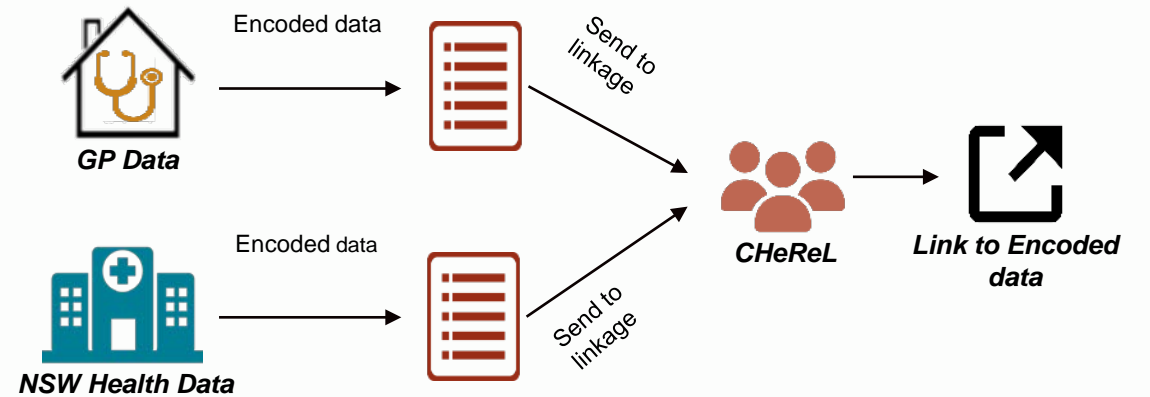 Encoded data
Send to
linkage
GP Data
Encoded data
CHeReL
Link to Encoded
data
Send to
linkage
NSW Health Data